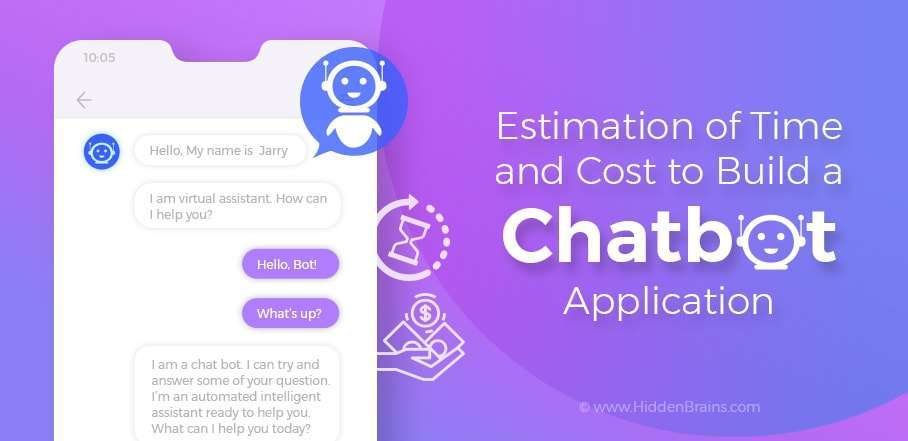 10:05
Hello, My name is Jarry
I am virtual assistant. How can
I help you?
Hello, Bot!
What's up?
I am a chat bot. I can try and
answer some of your question.
I'm an automated intelligent
assistant ready to help you.
What can I help you today?
$
Estimation of Time
and Cost to Build a
Chatbot
Application
© www.HiddenBrains.com